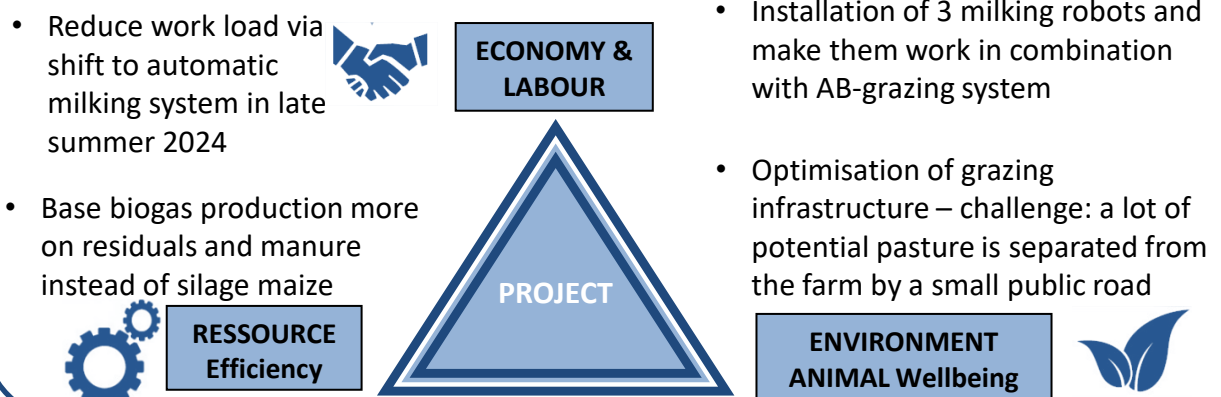 • Reduce work load via
shift to automatic
milking system in late
summer 2024
• Base biogas production more
on residuals and manure
instead of silage maize
RESSOURCE
Efficiency
ECONOMY &
LABOUR
PROJECT
• Installation of 3 milking robots and
make them work in combination
with AB-grazing system
• Optimisation of grazing
infrastructure – challenge: a lot of
potential pasture is separated from
the farm by a small public road
ENVIRONMENT
ANIMAL Wellbeing